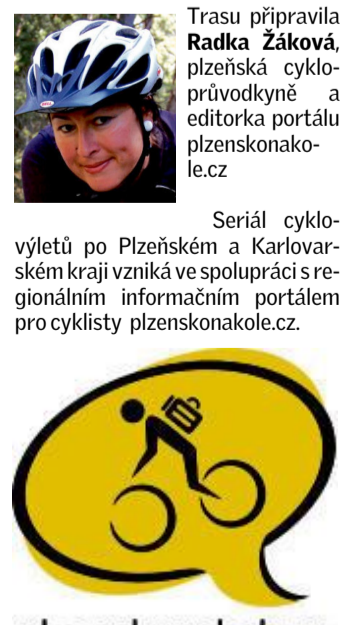 Trasu připravila
Radka Žáková,
plzeňská cyklo-
průvodkyně a
editorka portálu
plzenskonako-
le.cz
Seriál cyklo-
výletů po Plzeňském a Karlovar-
ském kraji vzniká ve spolupráci s re-
gionálním informačním portálem
pro cyklisty plzenskonakole.cz.